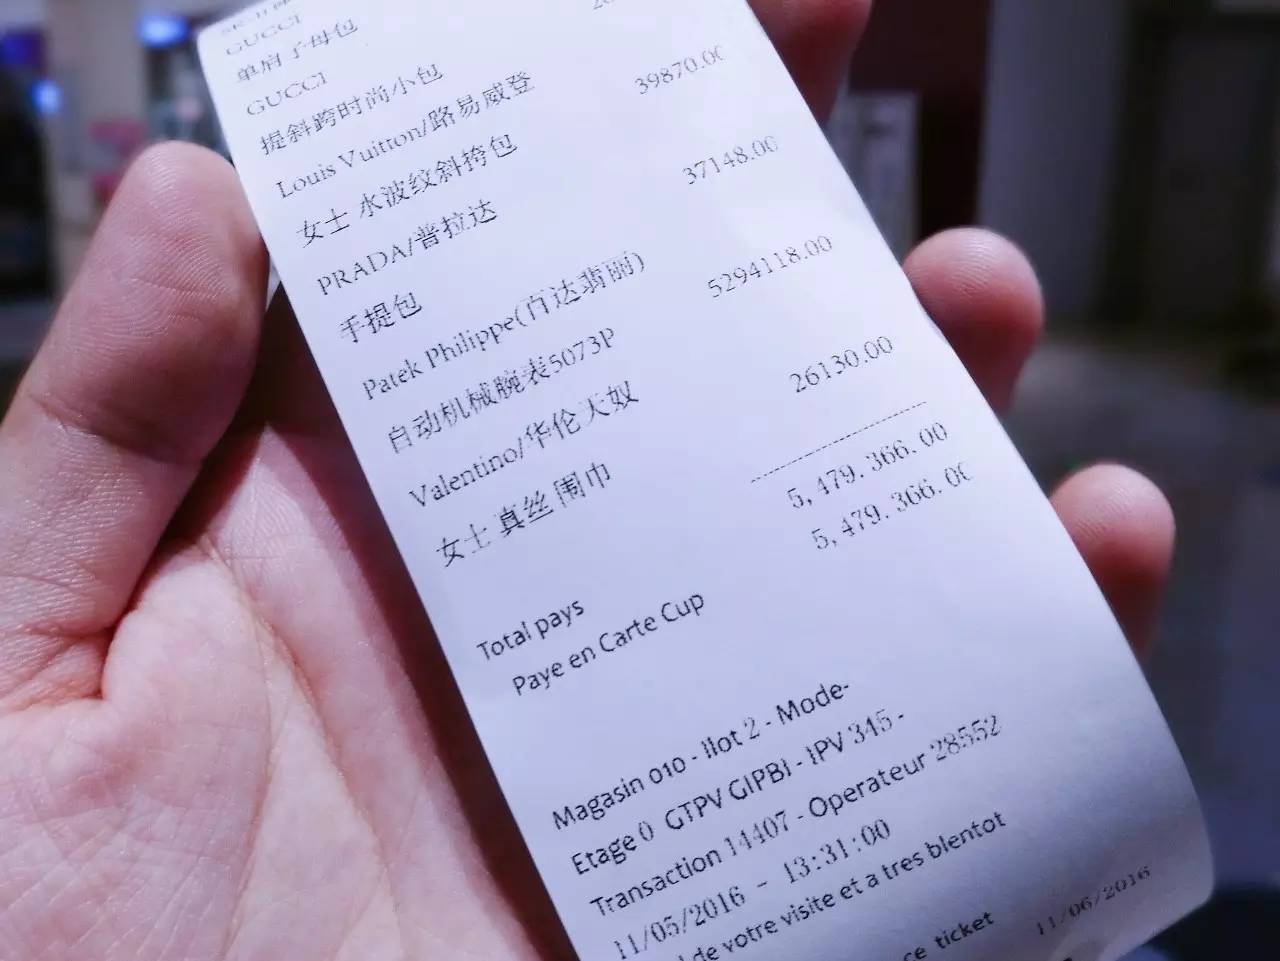 GUCCI
单肩子母包
GUCCI
提斜跨时尚小包
Louis Vuitton/路易威登 39870.00
女士 水波纹斜挎包
PRADA/普拉达 37148.00
手提包
Patek Philippe(百达翡丽) 5294118.00
自动机械腕表5073P
Valentino/华伦天奴 26130.00
女士 真丝 围巾
5,479.366.00
5,479.366.00
Total pays
Paye en Carte Cup
Magasin 010 - Ilot 2 - Mode-
Etage 0 GTPV GIPBI - IPV 345 -
Transaction 14407 - Operateur 28552
11/05/2016 - 13:31:00
de votre visite et a tres blentot
ce ticket 11/06/2016